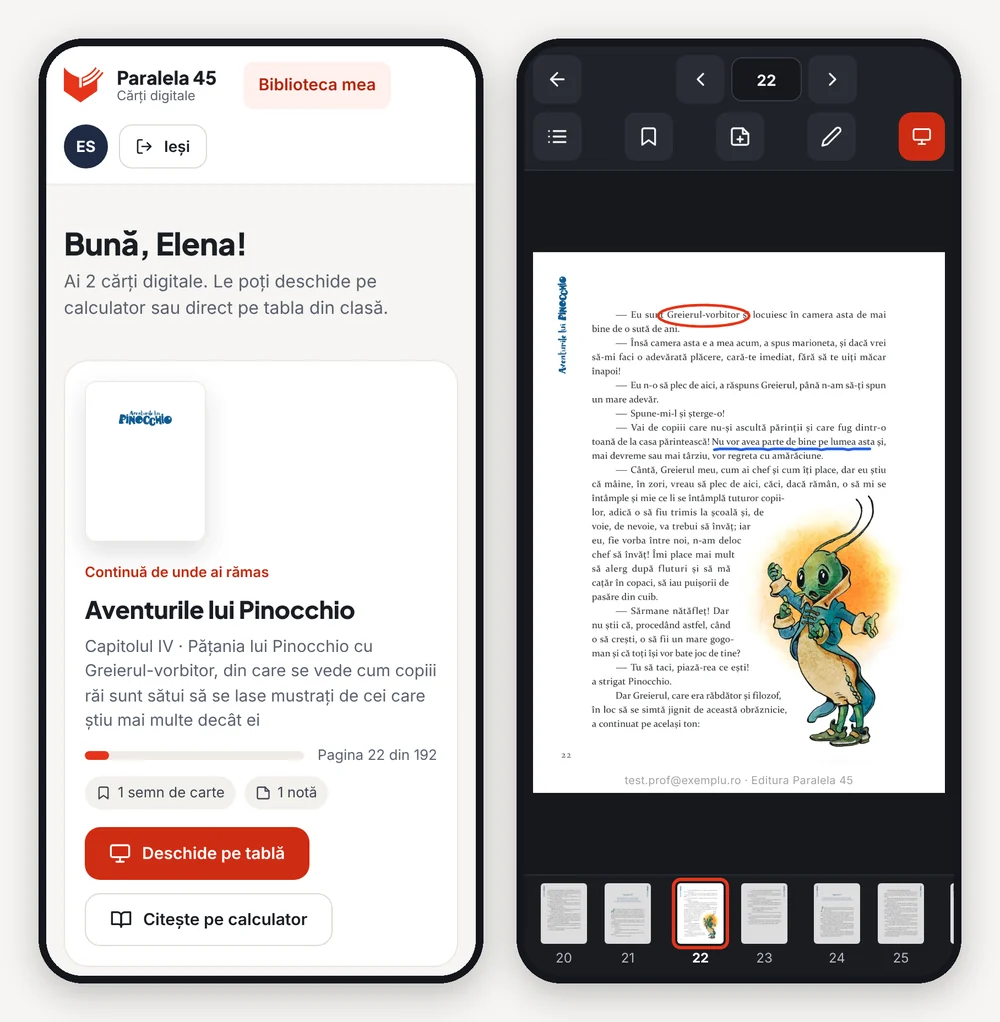 Paralela 45
Cărți digitale
Biblioteca mea
ES
Ieși
Bună, Elena!
Ai 2 cărți digitale. Le poți deschide pe
calculator sau direct pe tabla din clasă.
Aventurile lui
PINOCCHIO
Continuă de unde ai rămas
Aventurile lui Pinocchio
Capitolul IV · Pățania lui Pinocchio cu
Greierul-vorbitor, din care se vede cum copiii
răi sunt sătui să se lase mustrați de cei care
știu mai multe decât ei
Pagina 22 din 192
1 semn de carte
1 notă
Deschide pe tablă
Citește pe calculator
22
Aventurile lui PINOCCHIO
— Eu sunt Greierul-vorbitor și locuiesc în camera asta de mai
bine de o sută de ani.
— Însă camera asta e a mea acum, a spus marioneta, și dacă vrei
să-mi faci o adevărată plăcere, cară-te imediat, fără să te uiți măcar
înapoi!
— Eu n-o să plec de aici, a răspuns Greierul, până n-am să-ți spun
un mare adevăr.
— Spune-mi-l și șterge-o!
— Vai de copiii care nu-și ascultă părinții și care fug dintr-o
toană de la casa părintească! Nu vor avea parte de bine pe lumea asta și,
mai devreme sau mai târziu, vor regreta cu amărăciune.
— Cântă, Greierul meu, cum ai chef și cum îți place, dar eu știu
că mâine, în zori, vreau să plec de aici, căci, dacă rămân, o să mi se
întâmple și mie ce li se întâmplă tuturor copii-
lor, adică o să fiu trimis la școală și, de
voie, de nevoie, va trebui să învăț; iar
eu, fie vorba între noi, n-am deloc
chef să învăț! Îmi place mai mult
să alerg după fluturi și să mă
cațăr în copaci, să iau puișorii de
pasăre din cuib.
— Sărmane nătăfleț! Dar
nu știi că, procedând astfel, când
o să crești, o să fii un mare gogo-
man și că toți își vor bate joc de tine?
— Tu să taci, piază-rea ce ești!
a strigat Pinocchio.
Dar Greierul, care era răbdător și filozof,
în loc să se simtă jignit de această obrăznicie,
a continuat pe același ton:
22
test.prof@exemplu.ro · Editura Paralela 45
20
21
22
23
24
25